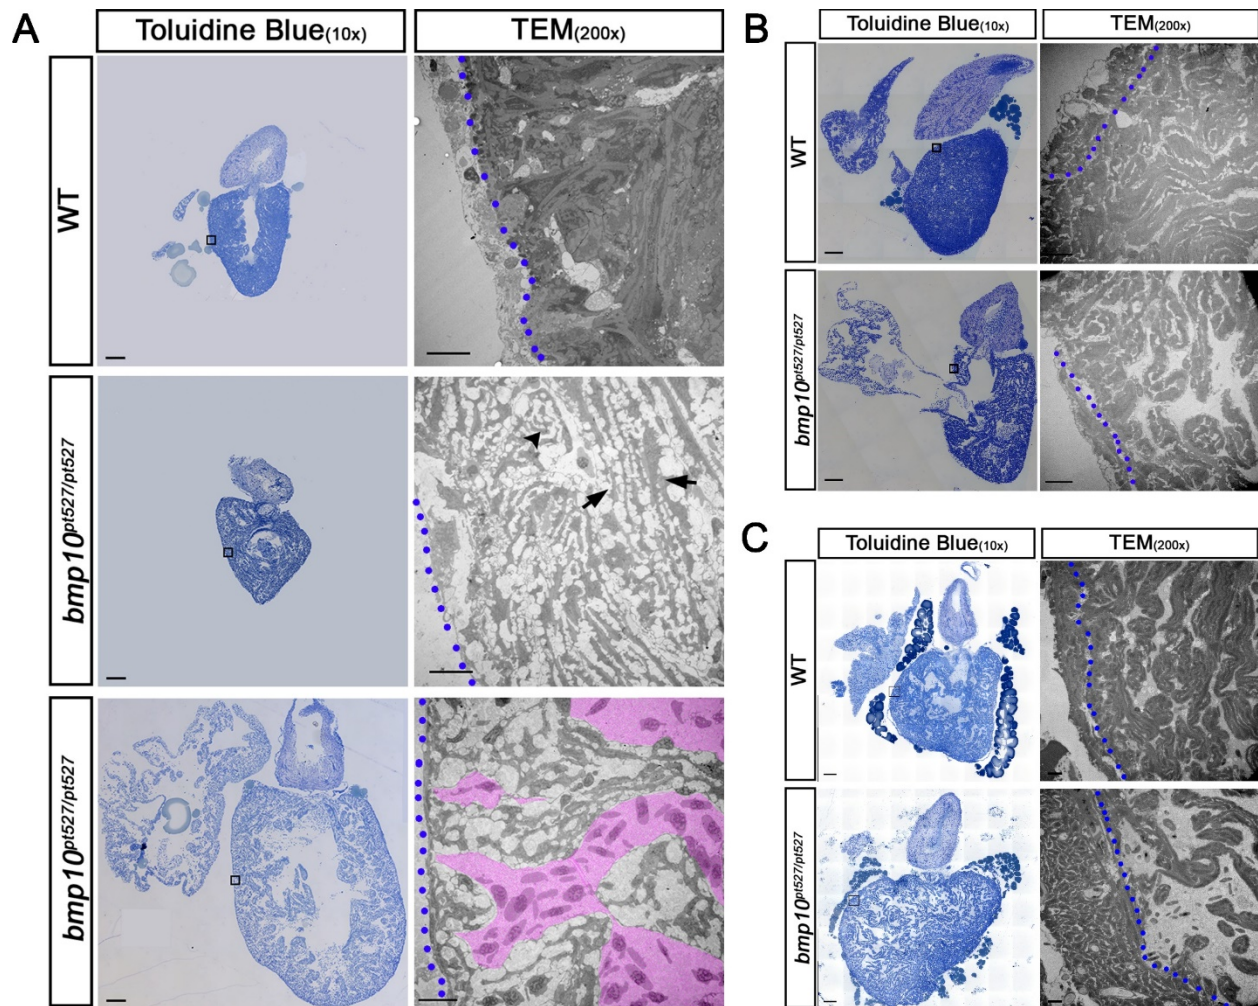 A
Toluidine Blue(10x)
TEM(200x)
WT
bmp10pt527/pt527
bmp10pt527/pt527
B
Toluidine Blue(10x)
TEM(200x)
WT
bmp10pt527/pt527
C
Toluidine Blue(10x)
TEM(200x)
WT
bmp10pt527/pt527